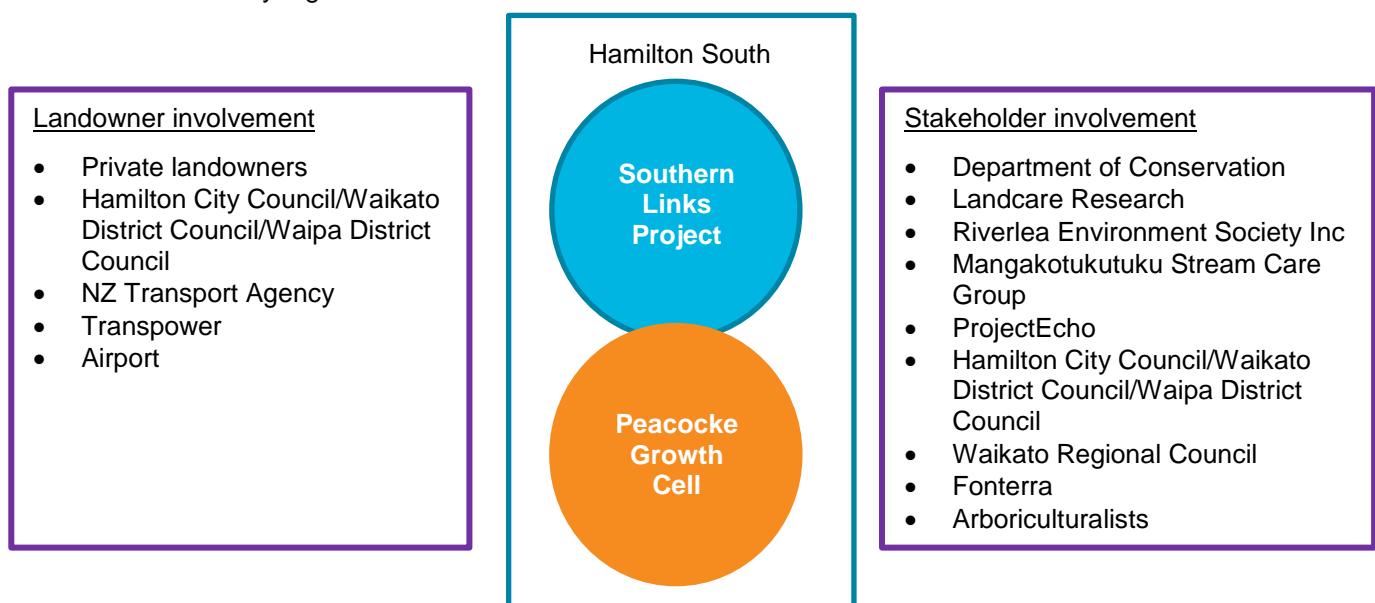 Hamilton South
Landowner involvement
• Private landowners
• Hamilton City Council/Waikato
District Council/Waipa District
Council
• NZ Transport Agency
• Transpower
• Airport
Southern
Links
Project
Peacocke
Growth
Cell
Stakeholder involvement
• Department of Conservation
• Landcare Research
• Riverlea Environment Society Inc
• Mangakotukutuku Stream Care
Group
• ProjectEcho
• Hamilton City Council/Waikato
District Council/Waipa District
Council
• Waikato Regional Council
• Fonterra
• Arboriculturalists